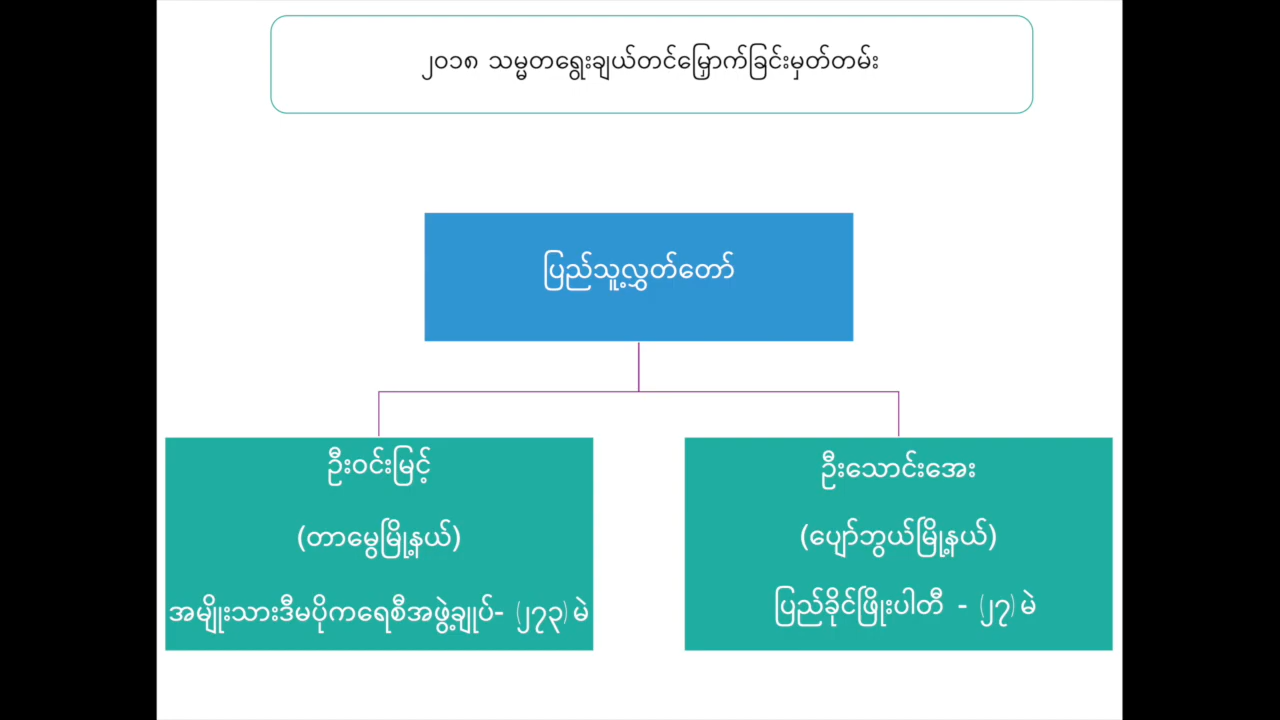 ၂၀၁၈ သမ္မတရွေးချယ်တင်မြှောက်ခြင်းမှတ်တမ်း
ပြည်သူ့လွှတ်တော်
ဦးဝင်းမြင့်
(တာမွေမြို့နယ်)
အမျိုးသားဒီမပိုကရေစီအဖွဲ့ချုပ်- (၂၇၃) မဲ
ဦးသောင်းအေး
(ပျော်ဘွယ်မြို့နယ်)
ပြည်ခိုင်ဖြိုးပါတီ - (၂၇) မဲ